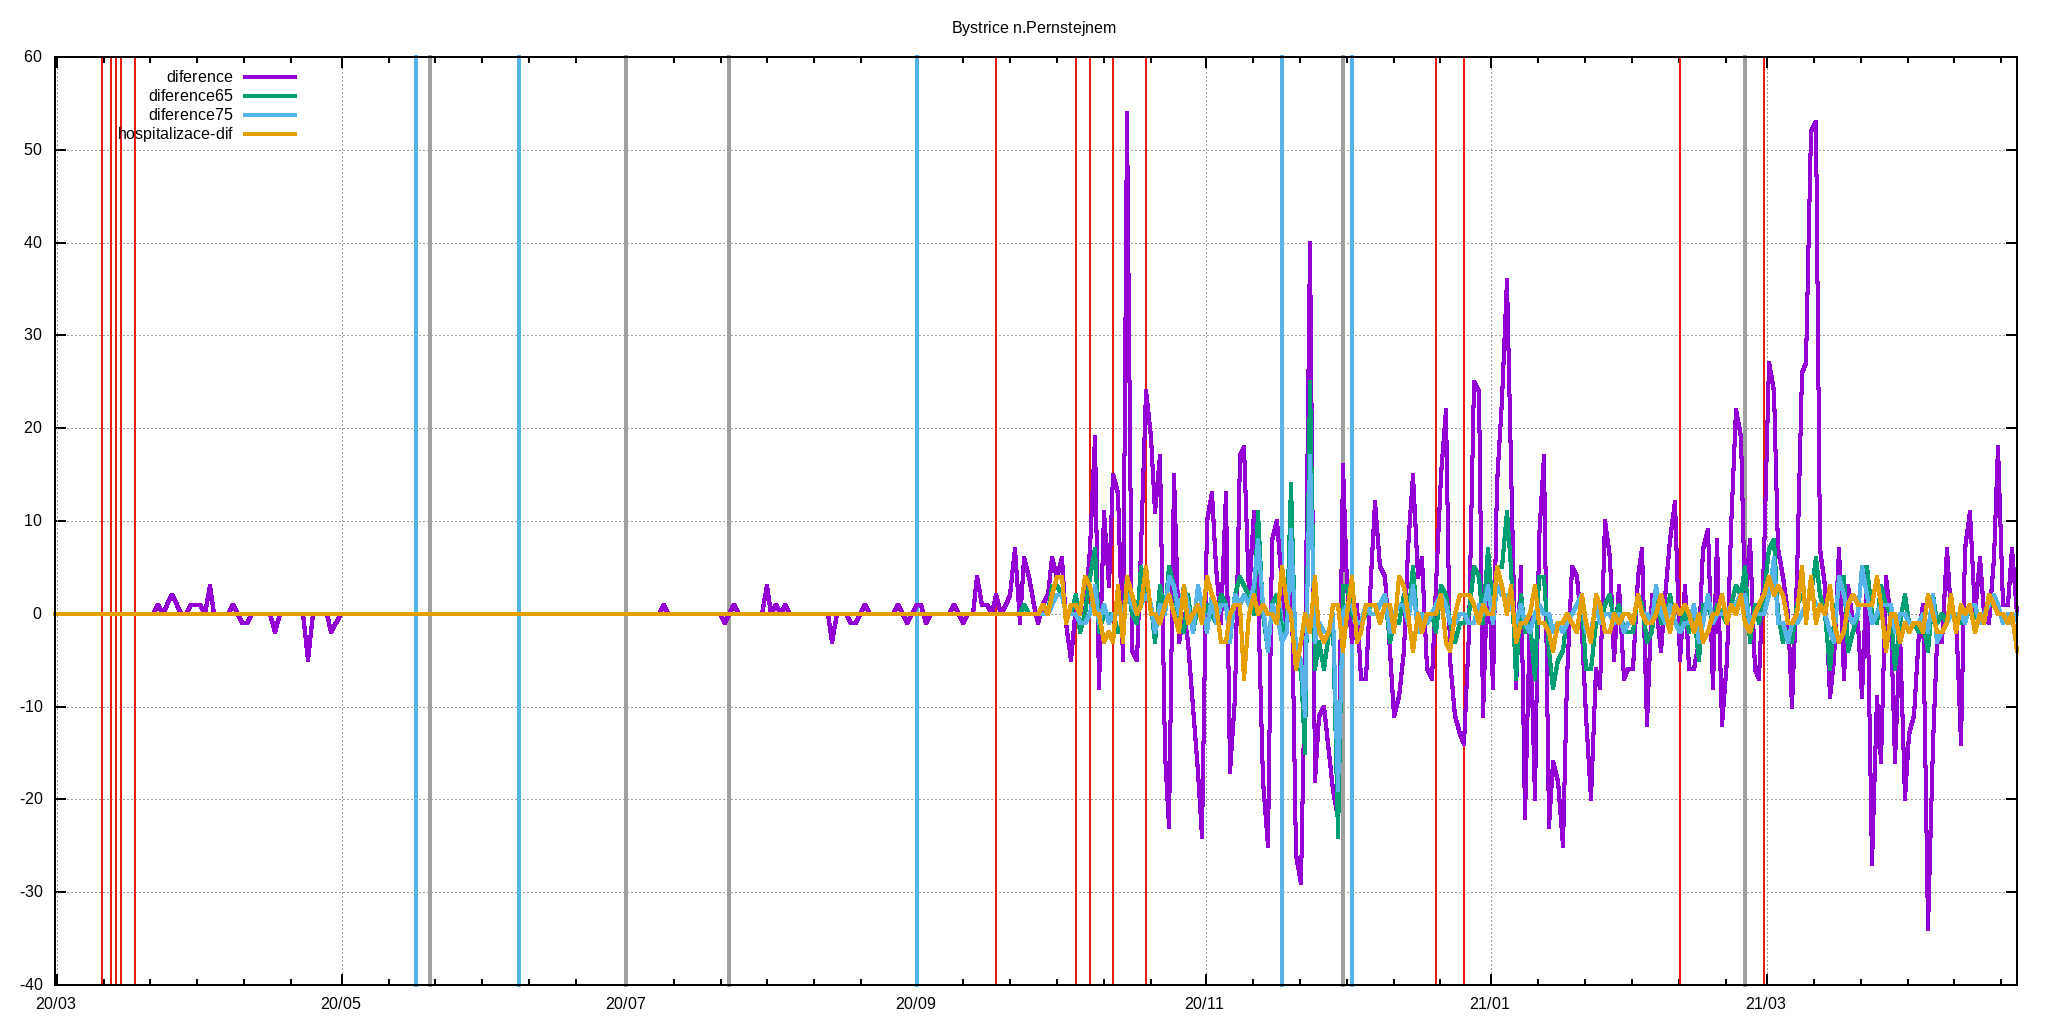 Bystrice n.Pernstejnem
60
diference
diference65
diference75
hospitalizace-dif
50
40
30
20
10
0
-10
-20
-30
-40
20/03 20/05 20/07 20/09 20/11 21/01 21/03